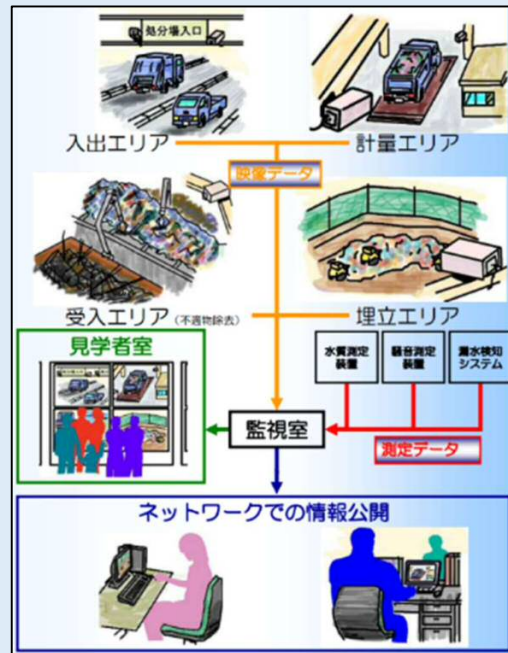 処分場入口
入出エリア
計量エリア
映像データ
受入エリア（不適物除去）
埋立エリア
見学者室
水質測定
装置
騒音測定
装置
漏水検知
システム
監視室
測定データ
ネットワークでの情報公開